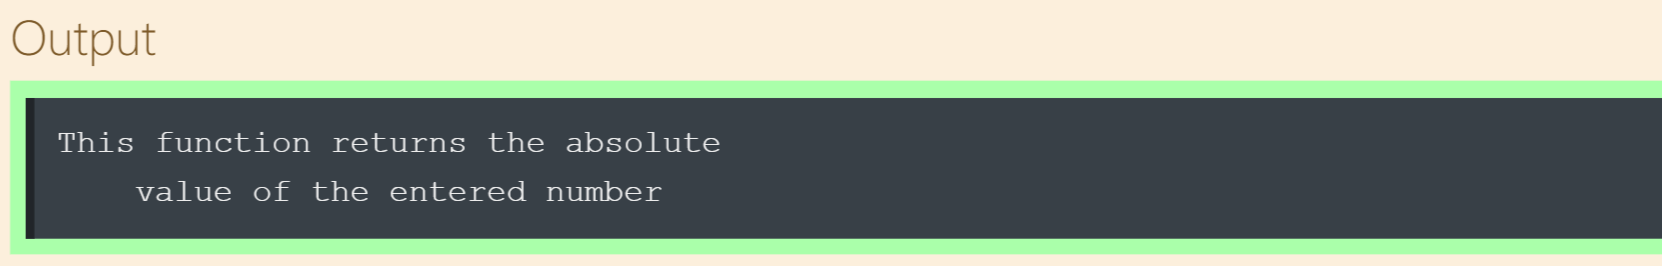 Output
This function returns the absolute
    value of the entered number